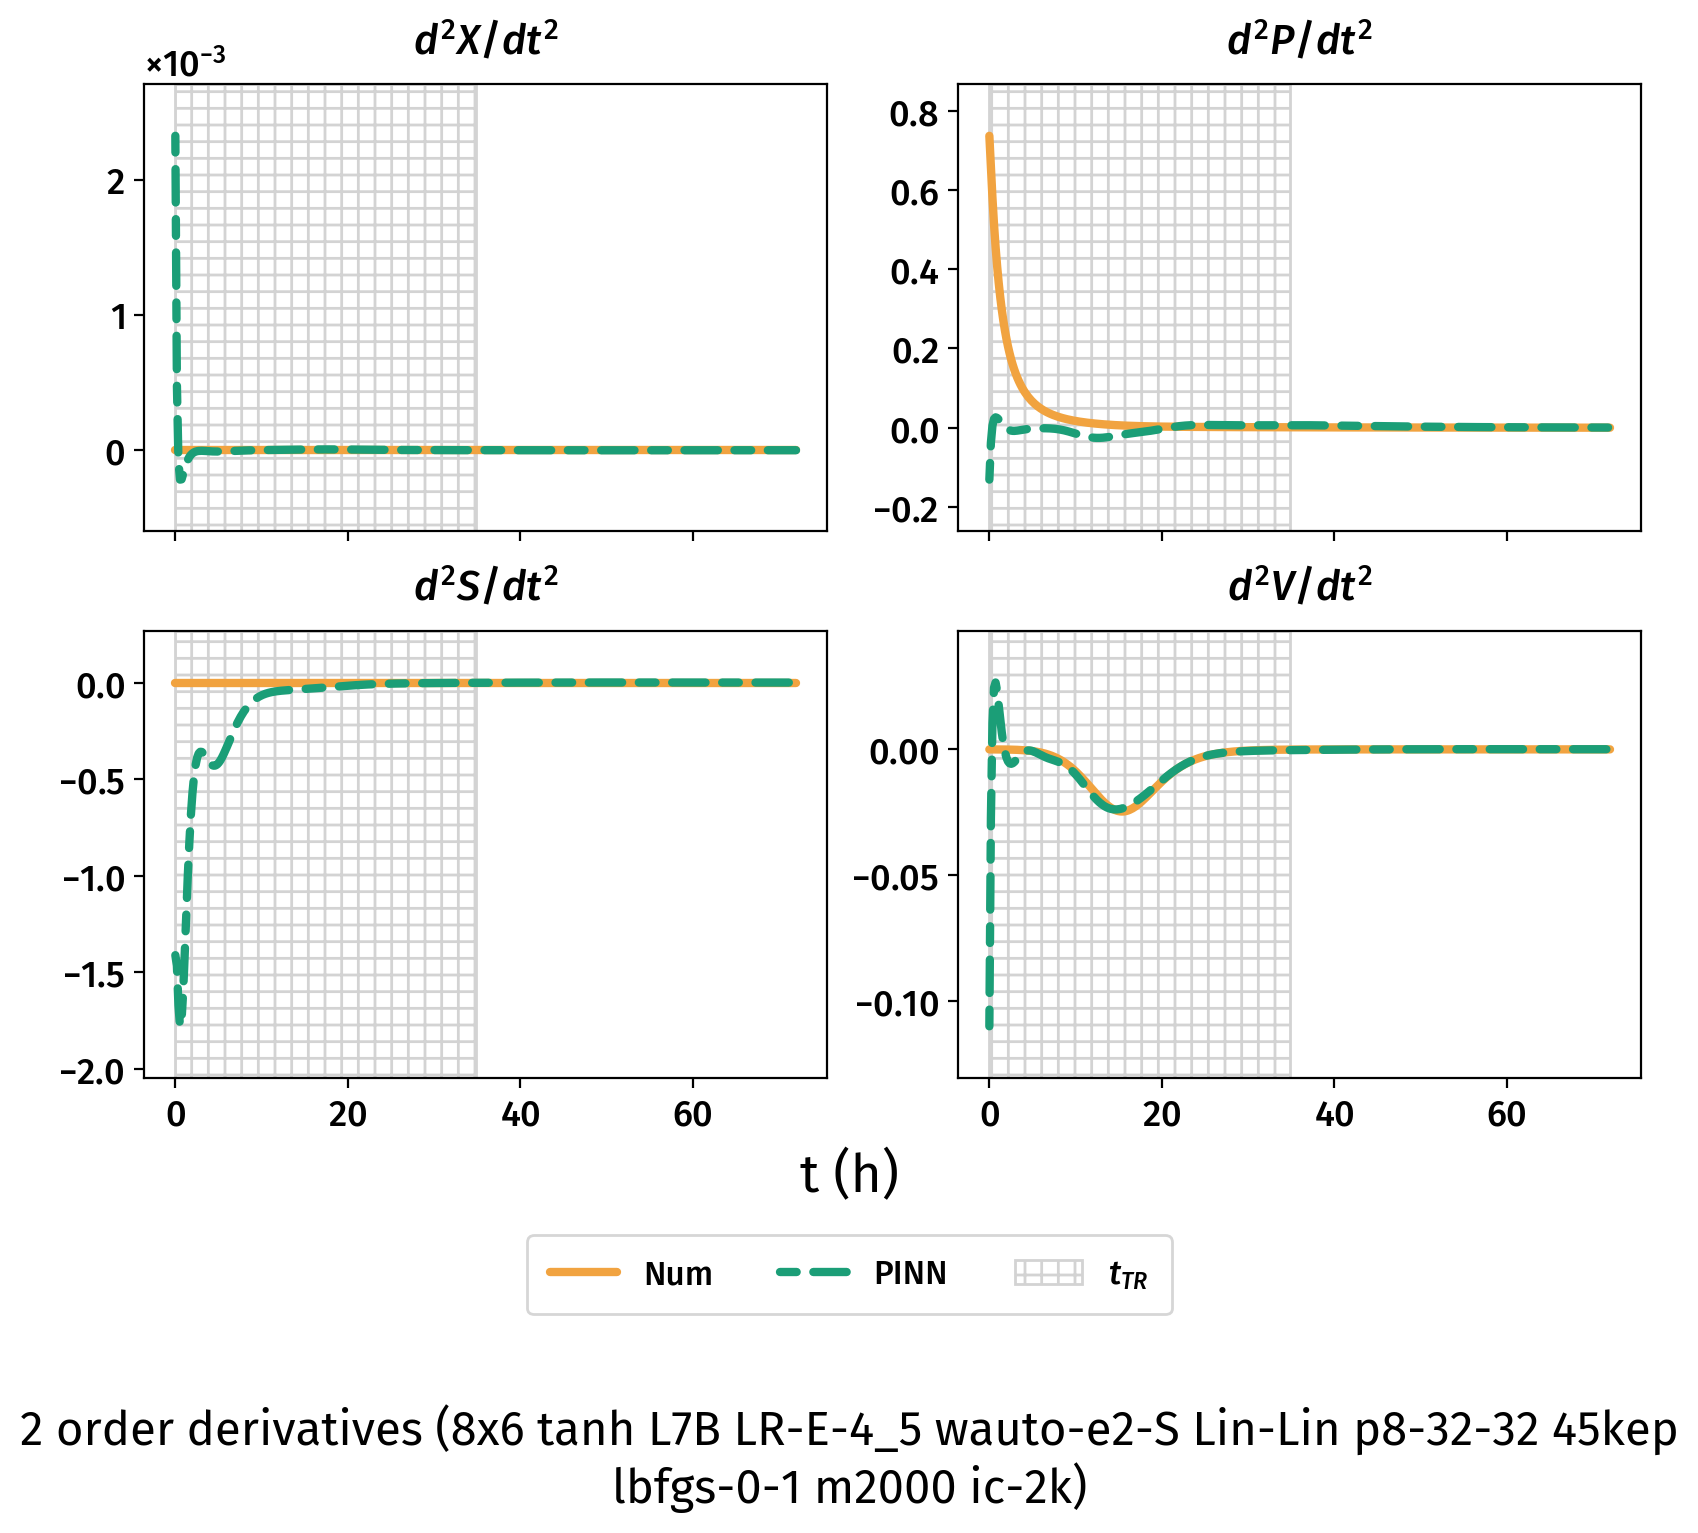 d²X/dt²
×10⁻³
2
1
0
d²P/dt²
0.8
0.6
0.4
0.2
0.0
−0.2
d²S/dt²
0.0
−0.5
−1.0
−1.5
−2.0
0 20 40 60
d²V/dt²
0.00
−0.05
−0.10
0 20 40 60
t (h)
Num PINN t_TR
2 order derivatives (8x6 tanh L7B LR-E-4_5 wauto-e2-S Lin-Lin p8-32-32 45kep
lbfgs-0-1 m2000 ic-2k)